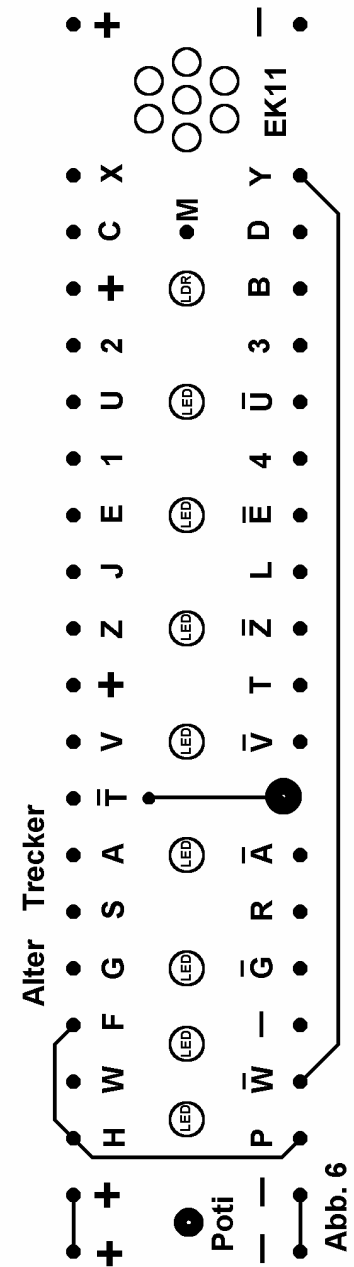 Alter Trecker
+ + H W F G S A T̅ V + Z J E 1 U 2 + C X +
LED LED LED LED LED LED LED LED LDR M
Poti
− − P W̅ − G̅ R A̅ V̅ T Z̅ L E̅ 4 U̅ 3 B D Y −
EK11
Abb. 6